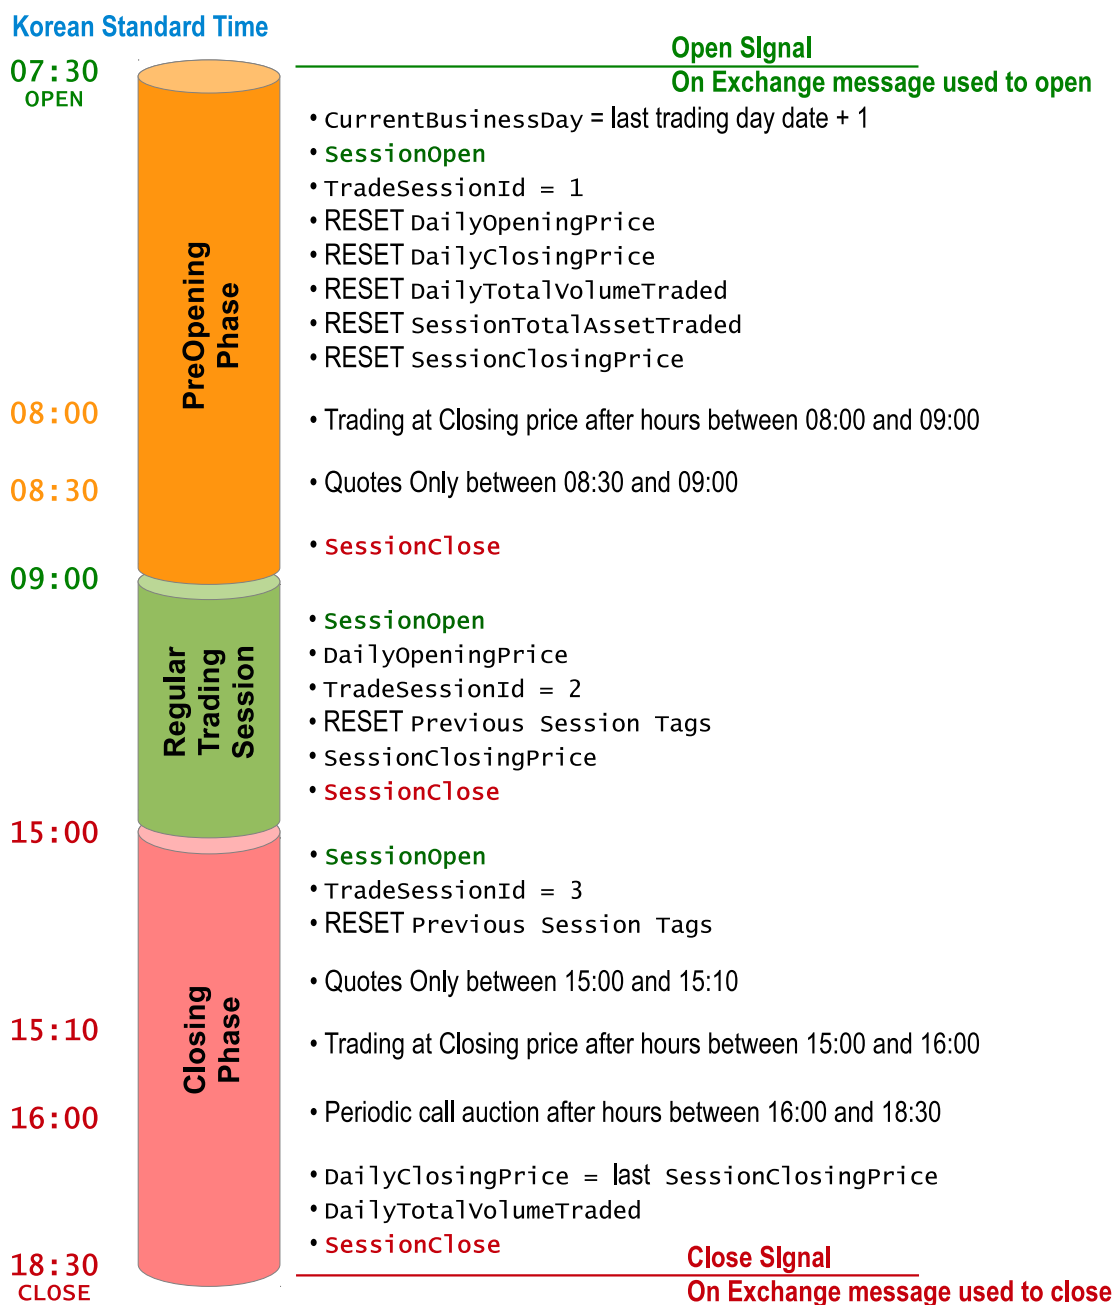 Korean Standard Time
Open SIgnal
07:30
OPEN
On Exchange message used to open
• CurrentBusinessDay = last trading day date + 1
• SessionOpen
• TradeSessionId = 1
• RESET DailyOpeningPrice
• RESET DailyClosingPrice
• RESET DailyTotalVolumeTraded
• RESET SessionTotalAssetTraded
• RESET SessionClosingPrice
PreOpening
Phase
08:00
• Trading at Closing price after hours between 08:00 and 09:00
08:30
• Quotes Only between 08:30 and 09:00
• SessionClose
09:00
• SessionOpen
• DailyOpeningPrice
• TradeSessionId = 2
• RESET Previous Session Tags
• SessionClosingPrice
• SessionClose
Regular
Trading
Session
15:00
• SessionOpen
• TradeSessionId = 3
• RESET Previous Session Tags
• Quotes Only between 15:00 and 15:10
Closing
Phase
15:10
• Trading at Closing price after hours between 15:00 and 16:00
16:00
• Periodic call auction after hours between 16:00 and 18:30
• DailyClosingPrice = last SessionClosingPrice
• DailyTotalVolumeTraded
• SessionClose
Close SIgnal
18:30
CLOSE
On Exchange message used to close